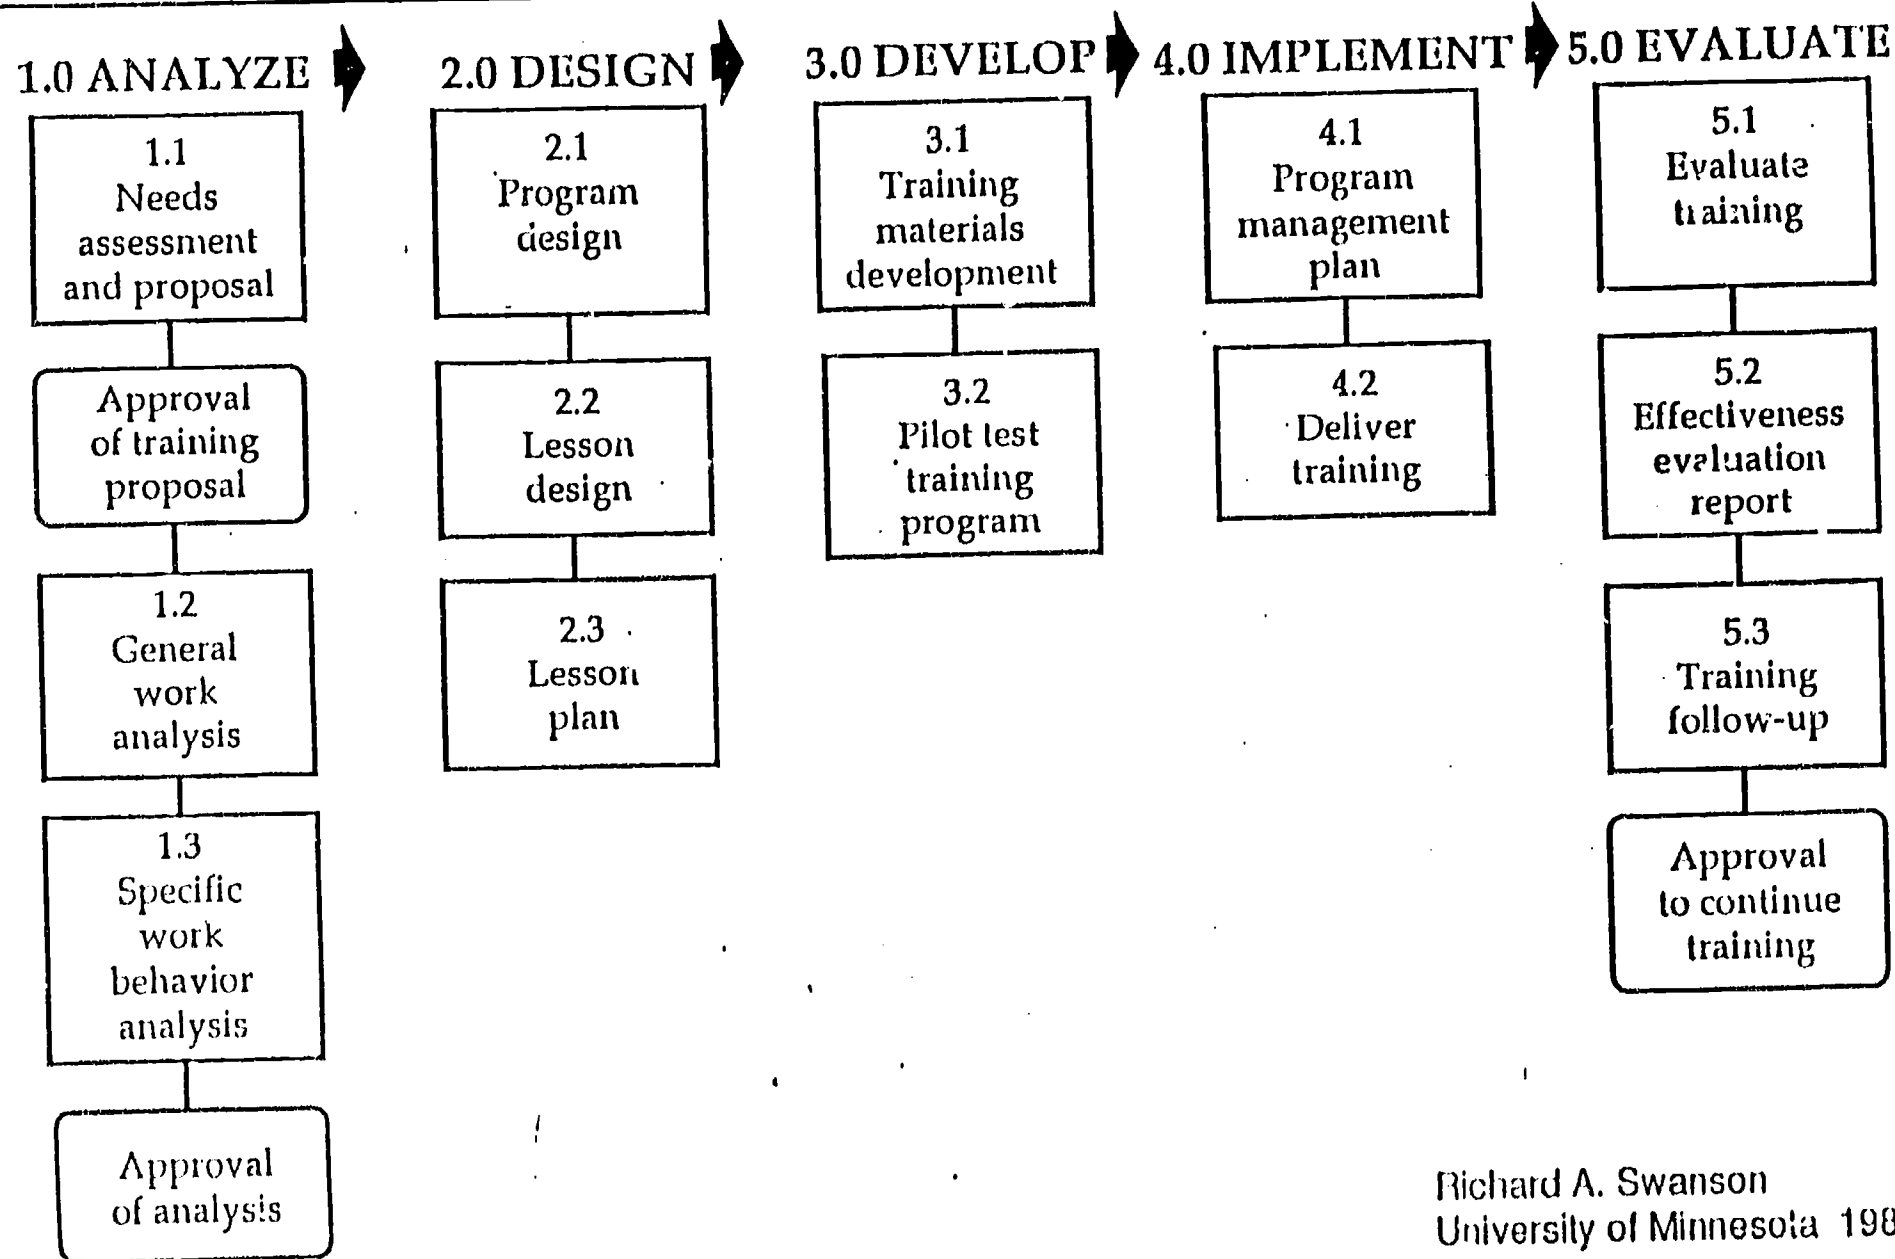 1.0 ANALYZE
2.0 DESIGN
3.0 DEVELOP
4.0 IMPLEMENT
5.0 EVALUATE
1.1
Needs
assessment
and proposal
Approval
of training
proposal
1.2
General
work
analysis
1.3
Specific
work
behavior
analysis
Approval
of analysis
2.1
Program
design
2.2
Lesson
design
2.3
Lesson
plan
3.1
Training
materials
development
3.2
Pilot test
training
program
4.1
Program
management
plan
4.2
Deliver
training
5.1
Evaluate
training
5.2
Effectiveness
evaluation
report
5.3
Training
follow-up
Approval
to continue
training
Richard A. Swanson
University of Minnesota